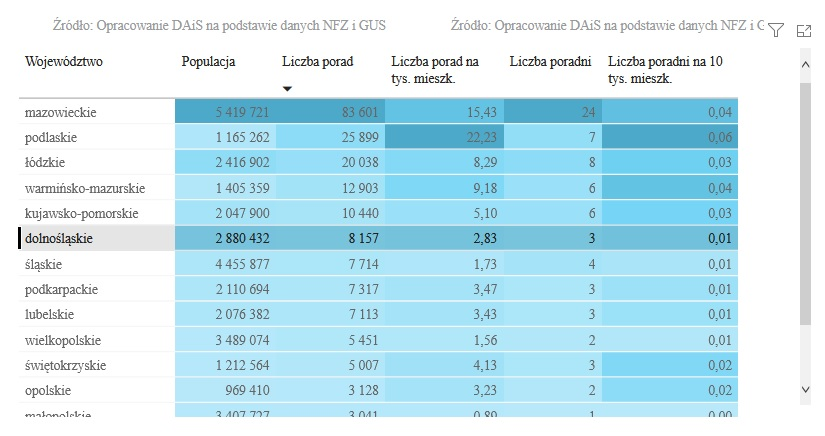 Źródło: Opracowanie DAiS na podstawie danych NFZ i GUS Źródło: Opracowanie DAiS na podstawie danych NFZ i G
Województwo Populacja Liczba porad Liczba porad na tys. mieszk. Liczba poradni Liczba poradni na 10 tys. mieszk.
mazowieckie 5 419 721 83 601 15,43 24 0,04
podlaskie 1 165 262 25 899 22,23 7 0,06
łódzkie 2 416 902 20 038 8,29 8 0,03
warmińsko-mazurskie 1 405 359 12 903 9,18 6 0,04
kujawsko-pomorskie 2 047 900 10 440 5,10 6 0,03
dolnośląskie 2 880 432 8 157 2,83 3 0,01
śląskie 4 455 877 7 714 1,73 4 0,01
podkarpackie 2 110 694 7 317 3,47 3 0,01
lubelskie 2 076 382 7 113 3,43 3 0,01
wielkopolskie 3 489 074 5 451 1,56 2 0,01
świętokrzyskie 1 212 564 5 007 4,13 3 0,02
opolskie 969 410 3 128 3,23 2 0,02
małopolskie 3 407 727 3 041 0,89 1 0,00